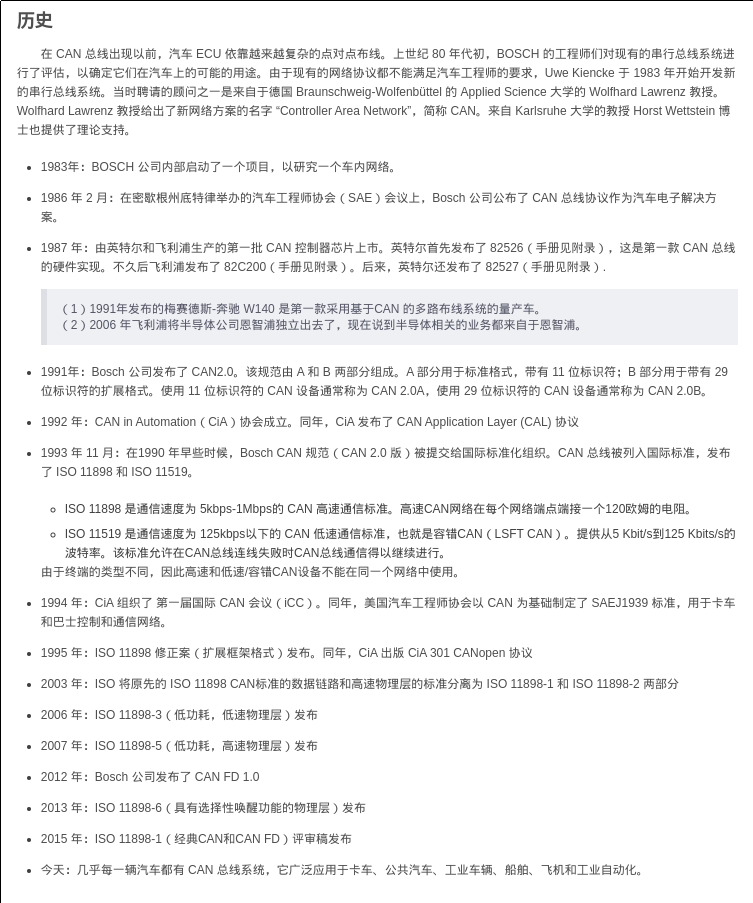 历史
在 CAN 总线出现以前，汽车 ECU 依靠越来越复杂的点对点布线。上世纪 80 年代初，BOSCH 的工程师们对现有的串行总线系统进
行了评估，以确定它们在汽车上的可能的用途。由于现有的网络协议都不能满足汽车工程师的要求，Uwe Kiencke 于 1983 年开始开发新
的串行总线系统。当时聘请的顾问之一是来自于德国 Braunschweig-Wolfenbüttel 的 Applied Science 大学的 Wolfhard Lawrenz 教授。
Wolfhard Lawrenz 教授给出了新网络方案的名字 “Controller Area Network”，简称 CAN。来自 Karlsruhe 大学的教授 Horst Wettstein 博
士也提供了理论支持。
• 1983年：BOSCH 公司内部启动了一个项目，以研究一个车内网络。
• 1986 年 2 月：在密歇根州底特律举办的汽车工程师协会（SAE）会议上，Bosch 公司公布了 CAN 总线协议作为汽车电子解决方
案。
• 1987 年：由英特尔和飞利浦生产的第一批 CAN 控制器芯片上市。英特尔首先发布了 82526（手册见附录），这是第一款 CAN 总线
的硬件实现。不久后飞利浦发布了 82C200（手册见附录）。后来，英特尔还发布了 82527（手册见附录）.
（1）1991年发布的梅赛德斯-奔驰 W140 是第一款采用基于CAN 的多路布线系统的量产车。
（2）2006 年飞利浦将半导体公司恩智浦独立出去了，现在说到半导体相关的业务都来自于恩智浦。
• 1991年：Bosch 公司发布了 CAN2.0。该规范由 A 和 B 两部分组成。A 部分用于标准格式，带有 11 位标识符；B 部分用于带有 29
位标识符的扩展格式。使用 11 位标识符的 CAN 设备通常称为 CAN 2.0A，使用 29 位标识符的 CAN 设备通常称为 CAN 2.0B。
• 1992 年：CAN in Automation（CiA）协会成立。同年，CiA 发布了 CAN Application Layer (CAL) 协议
• 1993 年 11 月：在1990 年早些时候，Bosch CAN 规范（CAN 2.0 版）被提交给国际标准化组织。CAN 总线被列入国际标准，发布
了 ISO 11898 和 ISO 11519。
◦ ISO 11898 是通信速度为 5kbps-1Mbps的 CAN 高速通信标准。高速CAN网络在每个网络端点端接一个120欧姆的电阻。
◦ ISO 11519 是通信速度为 125kbps以下的 CAN 低速通信标准，也就是容错CAN（LSFT CAN）。提供从5 Kbit/s到125 Kbits/s的
波特率。该标准允许在CAN总线连线失败时CAN总线通信得以继续进行。
由于终端的类型不同，因此高速和低速/容错CAN设备不能在同一个网络中使用。
• 1994 年：CiA 组织了 第一届国际 CAN 会议（iCC）。同年，美国汽车工程师协会以 CAN 为基础制定了 SAEJ1939 标准，用于卡车
和巴士控制和通信网络。
• 1995 年：ISO 11898 修正案（扩展框架格式）发布。同年，CiA 出版 CiA 301 CANopen 协议
• 2003 年：ISO 将原先的 ISO 11898 CAN标准的数据链路和高速物理层的标准分离为 ISO 11898-1 和 ISO 11898-2 两部分
• 2006 年：ISO 11898-3（低功耗，低速物理层）发布
• 2007 年：ISO 11898-5（低功耗，高速物理层）发布
• 2012 年：Bosch 公司发布了 CAN FD 1.0
• 2013 年：ISO 11898-6（具有选择性唤醒功能的物理层）发布
• 2015 年：ISO 11898-1（经典CAN和CAN FD）评审稿发布
• 今天：几乎每一辆汽车都有 CAN 总线系统，它广泛应用于卡车、公共汽车、工业车辆、船舶、飞机和工业自动化。